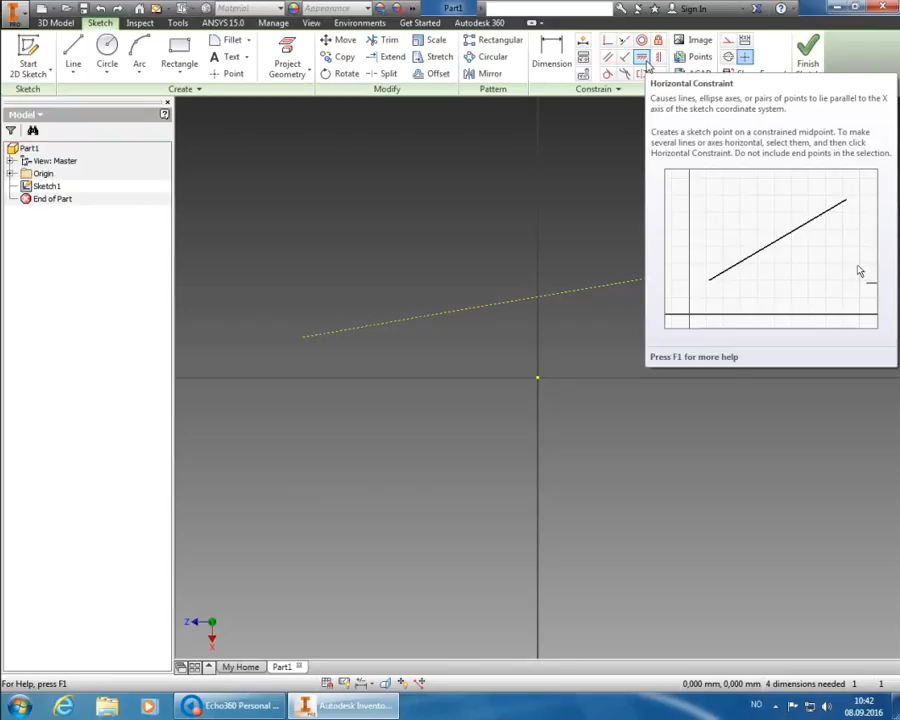 Material
Appearance
Part1
Sign In
PRO
3D Model
Sketch
Inspect
Tools
ANSYS 15.0
Manage
View
Environments
Get Started
Autodesk 360
Start
2D Sketch
Line
Circle
Arc
Rectangle
Fillet
Text
Point
Project
Geometry
Move
Copy
Rotate
Trim
Extend
Split
Scale
Stretch
Offset
Rectangular
Circular
Mirror
Dimension
Image
Points
Finish
Sketch
Create
Modify
Pattern
Constrain
Model
Part1
View: Master
Origin
Sketch1
End of Part
Horizontal Constraint
Causes lines, ellipse axes, or pairs of points to lie parallel to the X
axis of the sketch coordinate system.
Creates a sketch point on a constrained midpoint. To make
several lines or axes horizontal, select them, and then click
Horizontal Constraint. Do not include end points in the selection.
Press F1 for more help
Z
X
My Home
Part1
For Help, press F1
0,000 mm, 0,000 mm
4 dimensions needed
1
1
Echo360 Personal ...
Autodesk Invento...
NO
10:42
08.09.2016